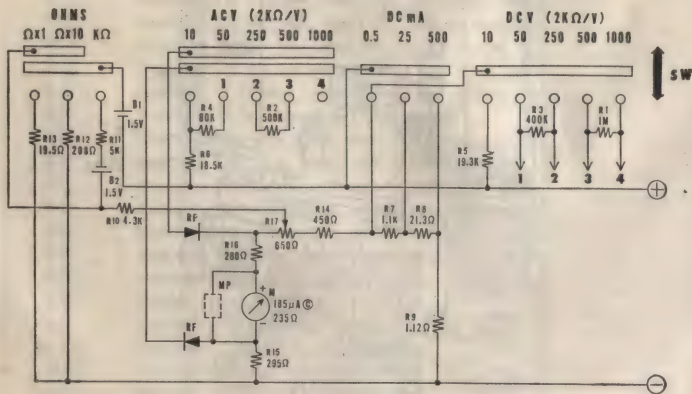 OHMS ACV (2KΩ/V) DCmA DCV (2KΩ/V)
Ωx1 Ωx10 KΩ 10 50 250 500 1000 0.5 25 500 10 50 250 500 1000
SW
1 2 3 4
R4
80K
R2
500K
B1
1.5V
R13
19.5Ω
R12
200Ω
R11
5K
R6
18.5K
R5
19.3K
R3
400K
R1
1M
1 2 3 4
B2
1.5V
+
R10 4.3K
RF
R17
650Ω
R14
450Ω
R7
1.1K
R8
21.3Ω
R16
200Ω
MP
+
M
185μA Ⓒ
235Ω
−
R9
1.12Ω
RF
R15
295Ω
−